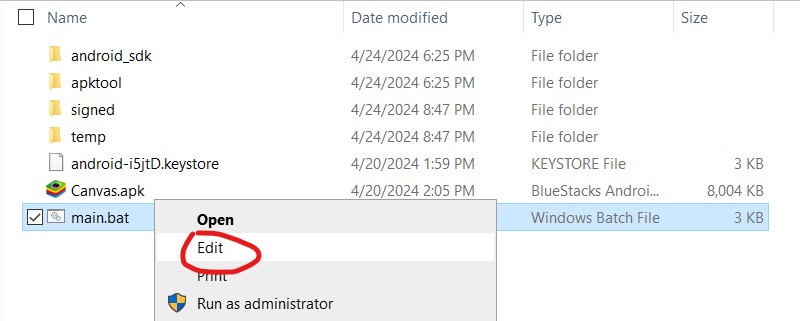 Name Date modified Type Size
android_sdk 4/24/2024 6:25 PM File folder
apktool 4/24/2024 6:25 PM File folder
signed 4/24/2024 8:47 PM File folder
temp 4/24/2024 8:47 PM File folder
android-i5jtD.keystore 4/20/2024 1:59 PM KEYSTORE File 3 KB
Canvas.apk 4/20/2024 2:05 PM BlueStacks Androi... 8,004 KB
main.bat Windows Batch File 3 KB
Open
Edit
Print
Run as administrator